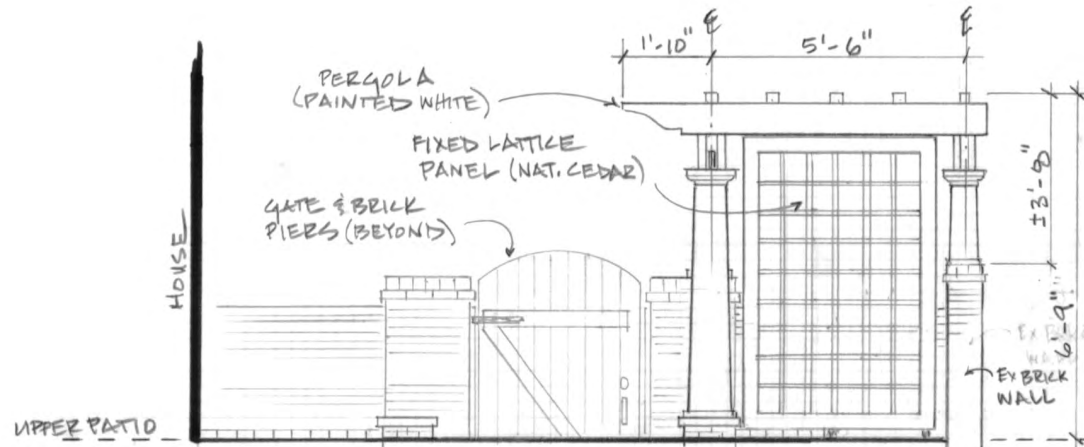 ℄
℄
1'-10"
5'-6"
PERGOLA
(PAINTED WHITE)
FIXED LATTICE
PANEL (NAT. CEDAR)
GATE & BRICK
PIERS (BEYOND)
HOUSE
±3'-8"
6'-9"
EX BRICK
WALL
UPPER PATIO